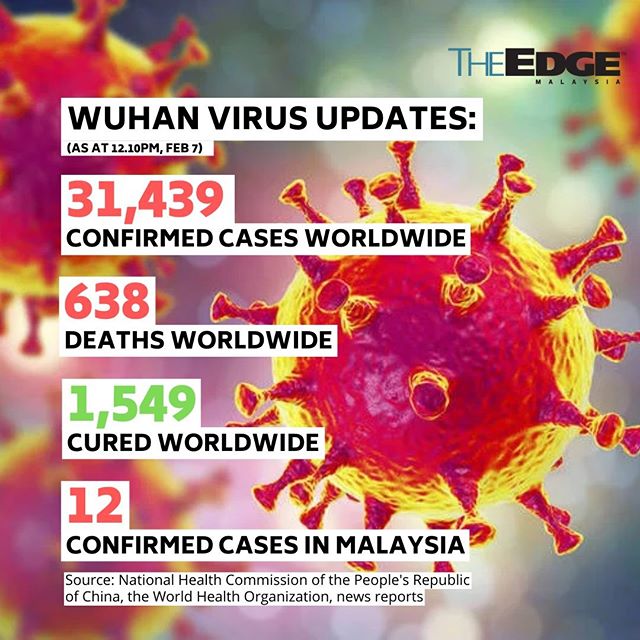 THEEDGE
MALAYSIA
WUHAN VIRUS UPDATES:
(AS AT 12.10PM, FEB 7)
31,439
CONFIRMED CASES WORLDWIDE
638
DEATHS WORLDWIDE
1,549
CURED WORLDWIDE
12
CONFIRMED CASES IN MALAYSIA
Source: National Health Commission of the People's Republic
of China, the World Health Organization, news reports